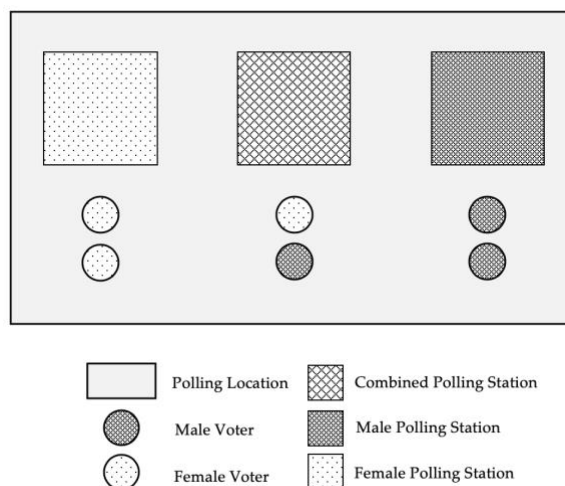 Polling Location
Combined Polling Station
Male Voter
Male Polling Station
Female Voter
Female Polling Station